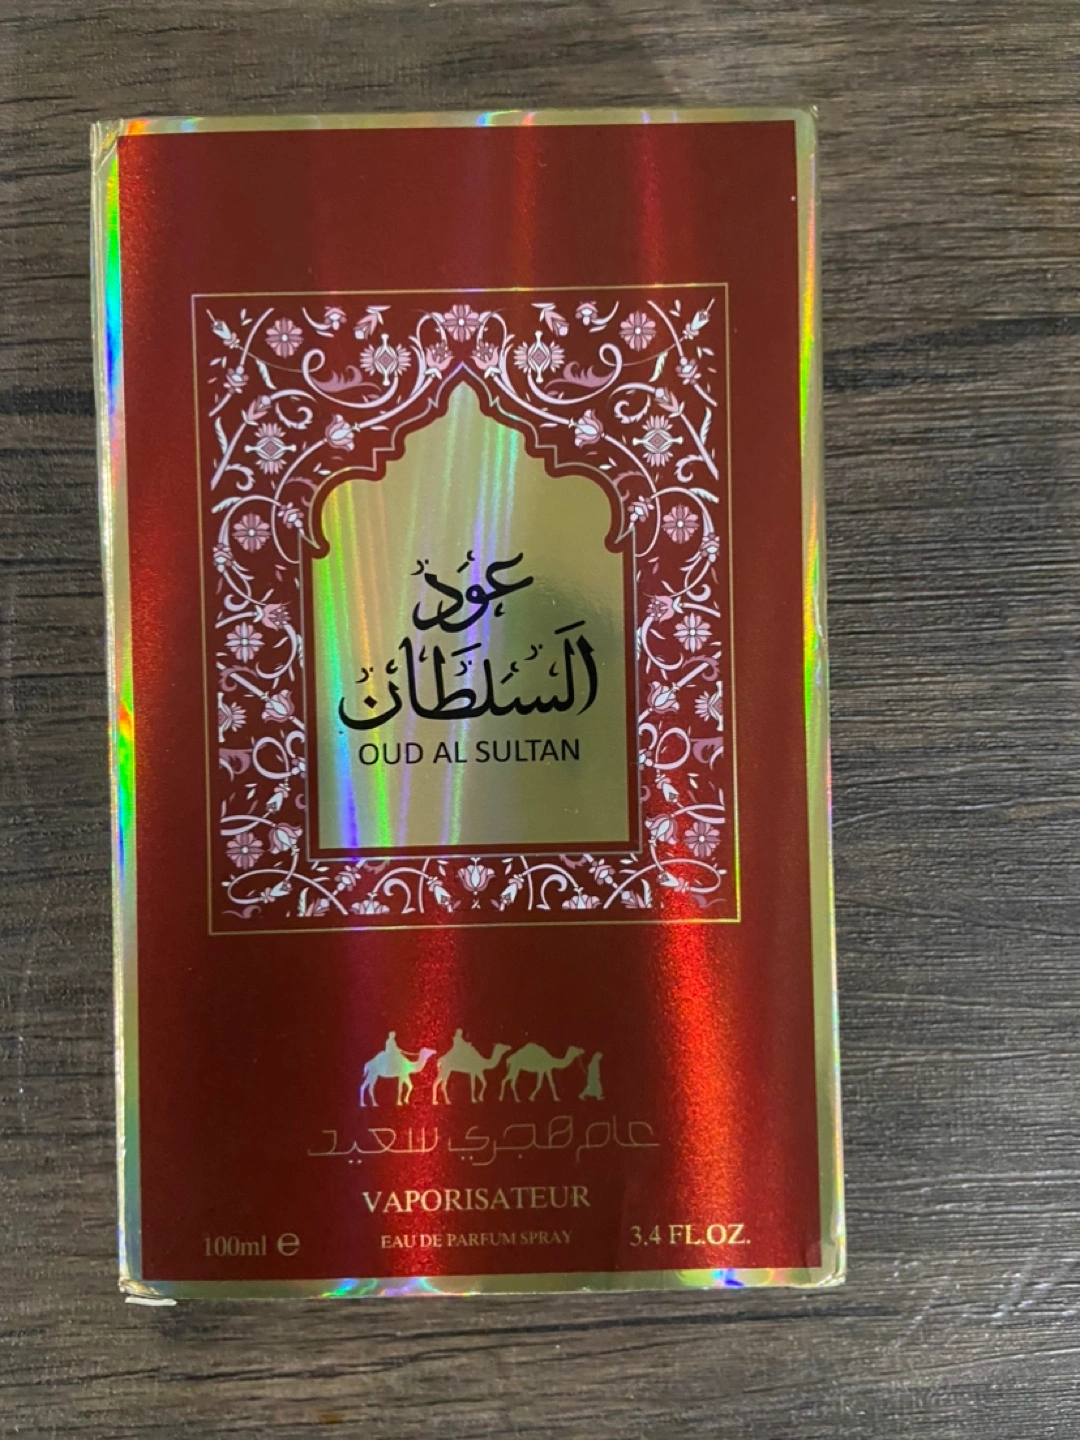 عود
السلطان
OUD AL SULTAN
عام هجري سعيد
VAPORISATEUR
100ml ℮ EAU DE PARFUM SPRAY 3.4 FL.OZ.